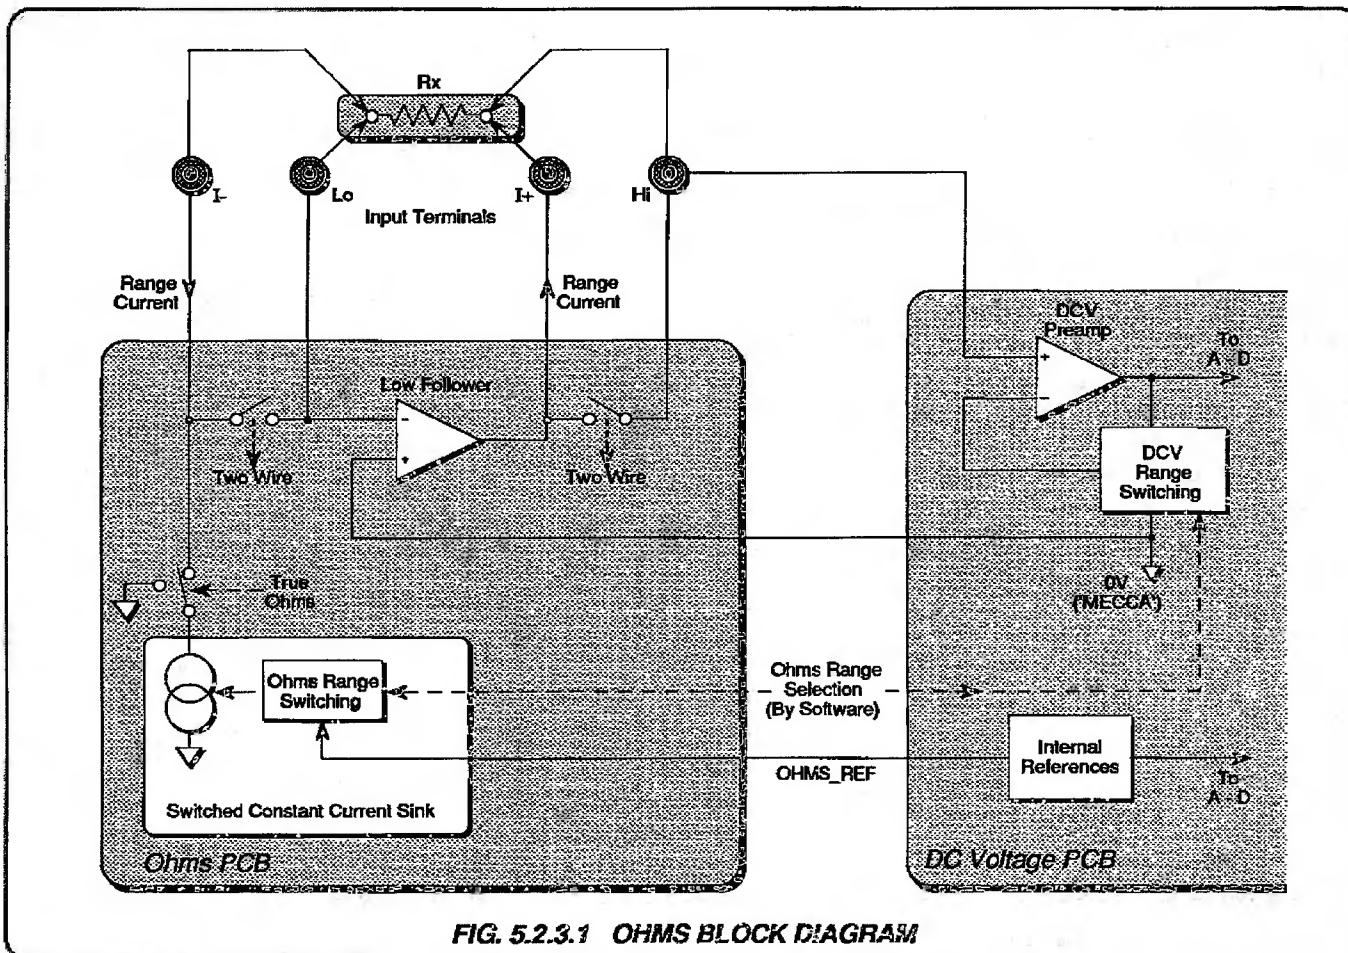 Rx
I-
Lo
I+
Hi
Input Terminals
Range
Current
Range
Current
DCV
Preamp
To
A - D
+
-
Low Follower
-
+
Two Wire
Two Wire
DCV
Range
Switching
0V
('MECCA')
True
Ohms
Ohms Range
Switching
Ohms Range
Selection
(By Software)
OHMS_REF
Internal
References
To
A - D
Switched Constant Current Sink
Ohms PCB
DC Voltage PCB
FIG. 5.2.3.1 OHMS BLOCK DIAGRAM